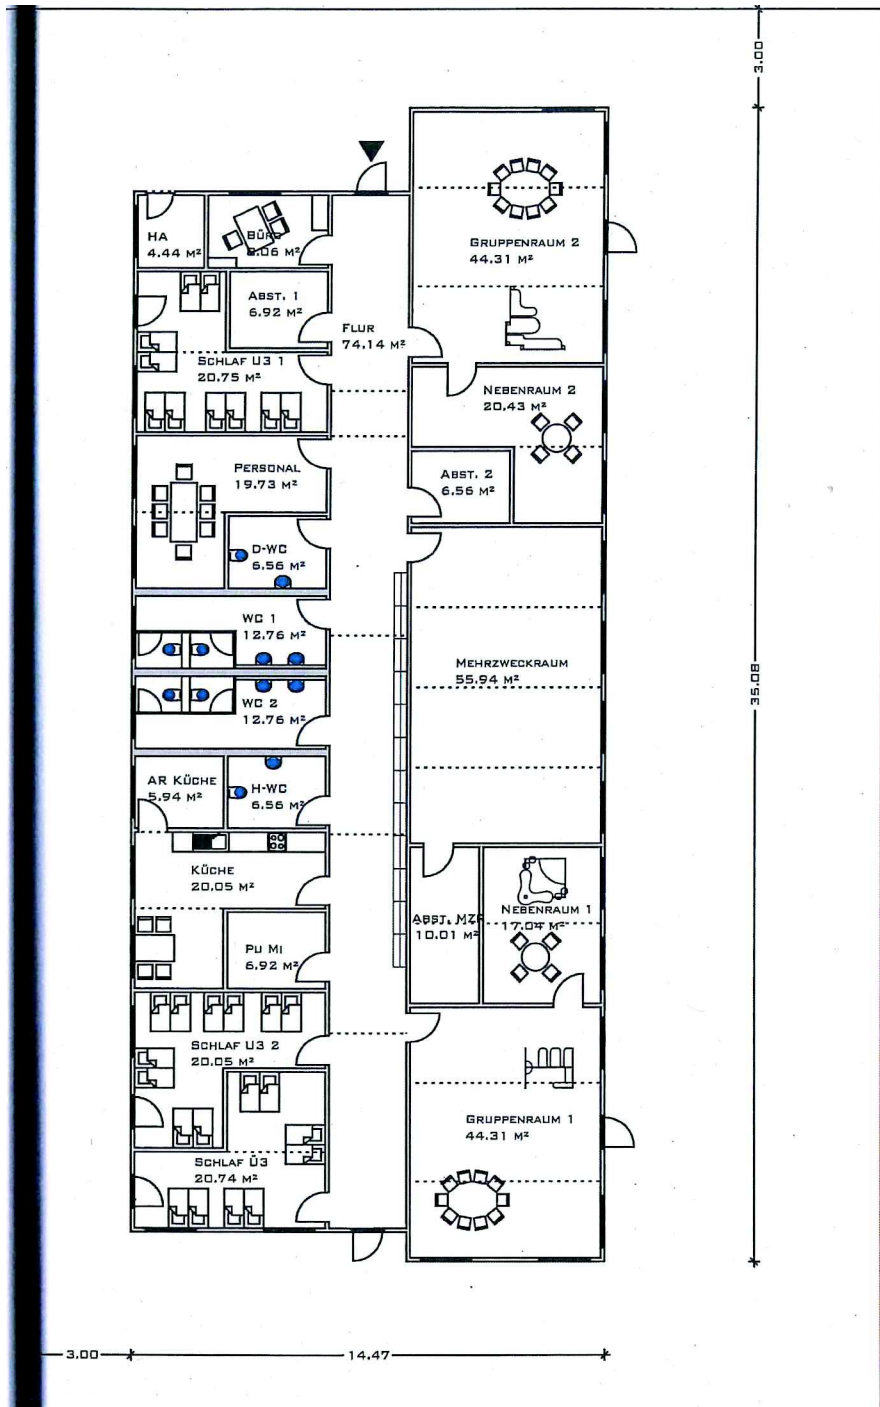 3.00
HA
4.44 M²
BÜRO
8.06 M²
GRUPPENRAUM 2
44.31 M²
ABST. 1
6.92 M²
FLUR
74.14 M²
SCHLAF U3 1
20.75 M²
NEBENRAUM 2
20.43 M²
PERSONAL
19.73 M²
ABST. 2
6.56 M²
D-WC
6.56 M²
WC 1
12.76 M²
MEHRZWECKRAUM
55.94 M²
35.08
WC 2
12.76 M²
AR KÜCHE
5.94 M²
H-WC
6.56 M²
KÜCHE
20.05 M²
ABST. MZR
10.01 M²
NEBENRAUM 1
17.04 M²
PU MI
6.92 M²
SCHLAF U3 2
20.05 M²
GRUPPENRAUM 1
44.31 M²
SCHLAF Ü3
20.74 M²
3.00
14.47